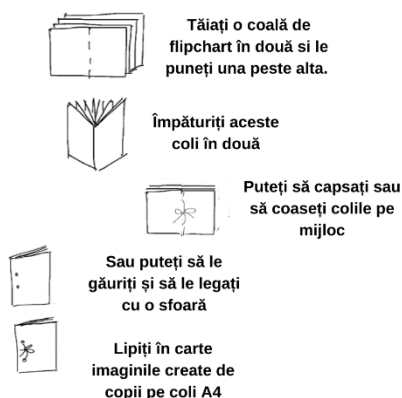 Tăiați o coală de
flipchart în două si le
puneți una peste alta.
Împăturiți aceste
coli în două
Puteți să capsați sau
să coaseți colile pe
mijloc
Sau puteți să le
găuriți și să le legați
cu o sfoară
Lipiți în carte
imaginile create de
copii pe coli A4